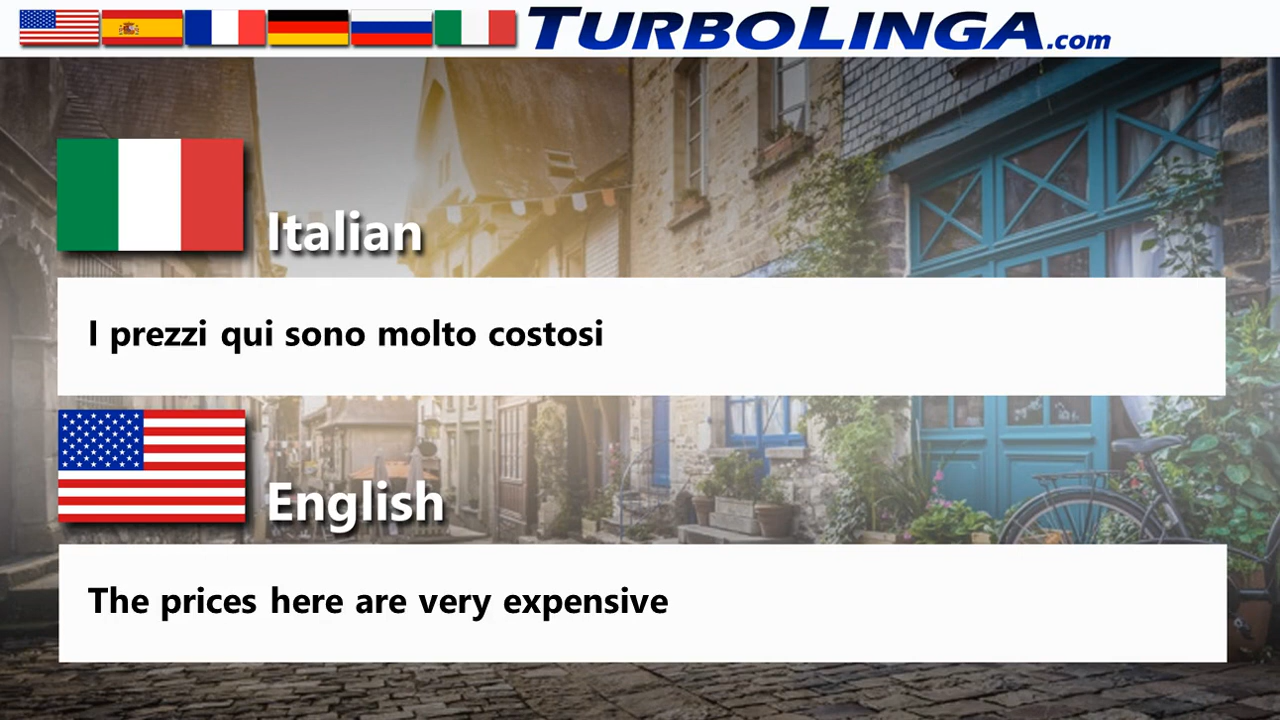 TURBOLINGA.com
Italian
I prezzi qui sono molto costosi
English
The prices here are very expensive